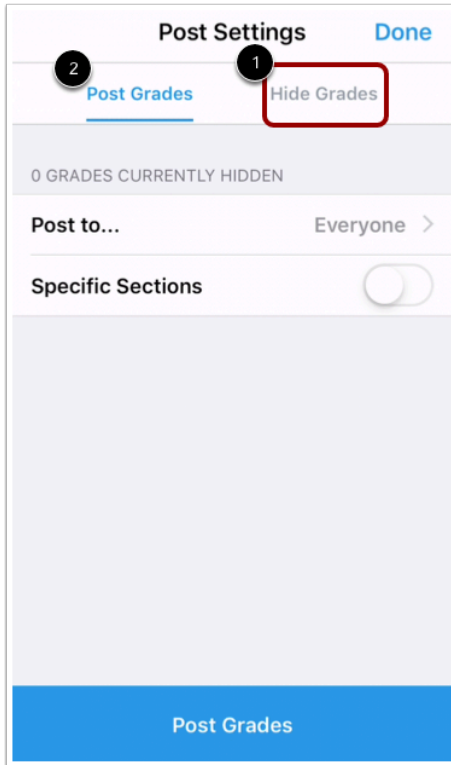 Post Settings Done
2 1
Post Grades Hide Grades
0 GRADES CURRENTLY HIDDEN
Post to... Everyone
Specific Sections
Post Grades